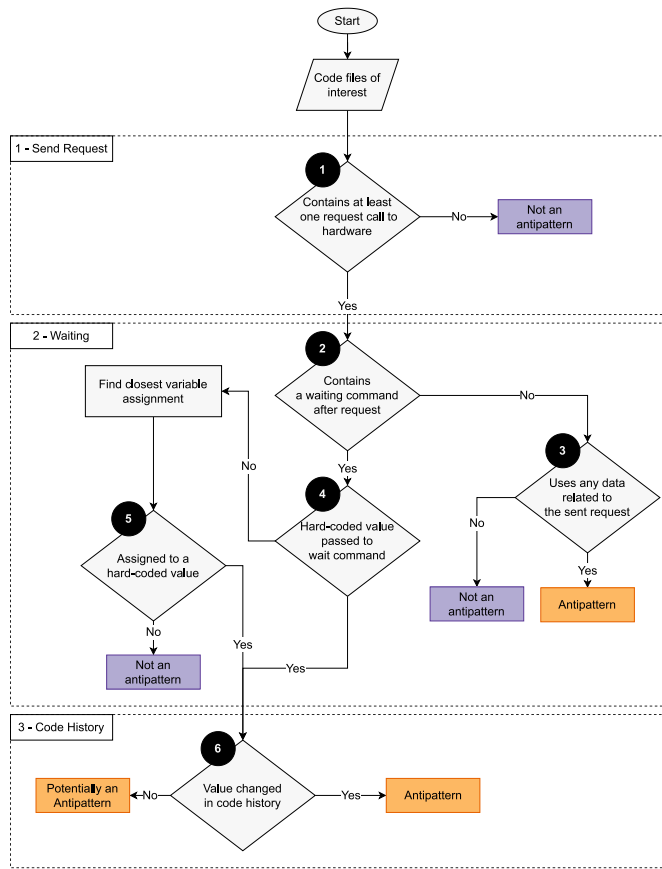 Start
Code files of
interest
1 - Send Request
1
Contains at least
one request call to
hardware
No
Not an
antipattern
Yes
2 - Waiting
2
Contains
a waiting command
after request
Find closest variable
assignment
No
Yes
No
3
Uses any data
related to
the sent request
4
Hard-coded value
passed to
wait command
5
Assigned to a
hard-coded value
No
Yes
Not an
antipattern
Antipattern
No
Yes
Yes
Not an
antipattern
3 - Code History
6
Value changed
in code history
Potentially an
Antipattern
No
Yes
Antipattern